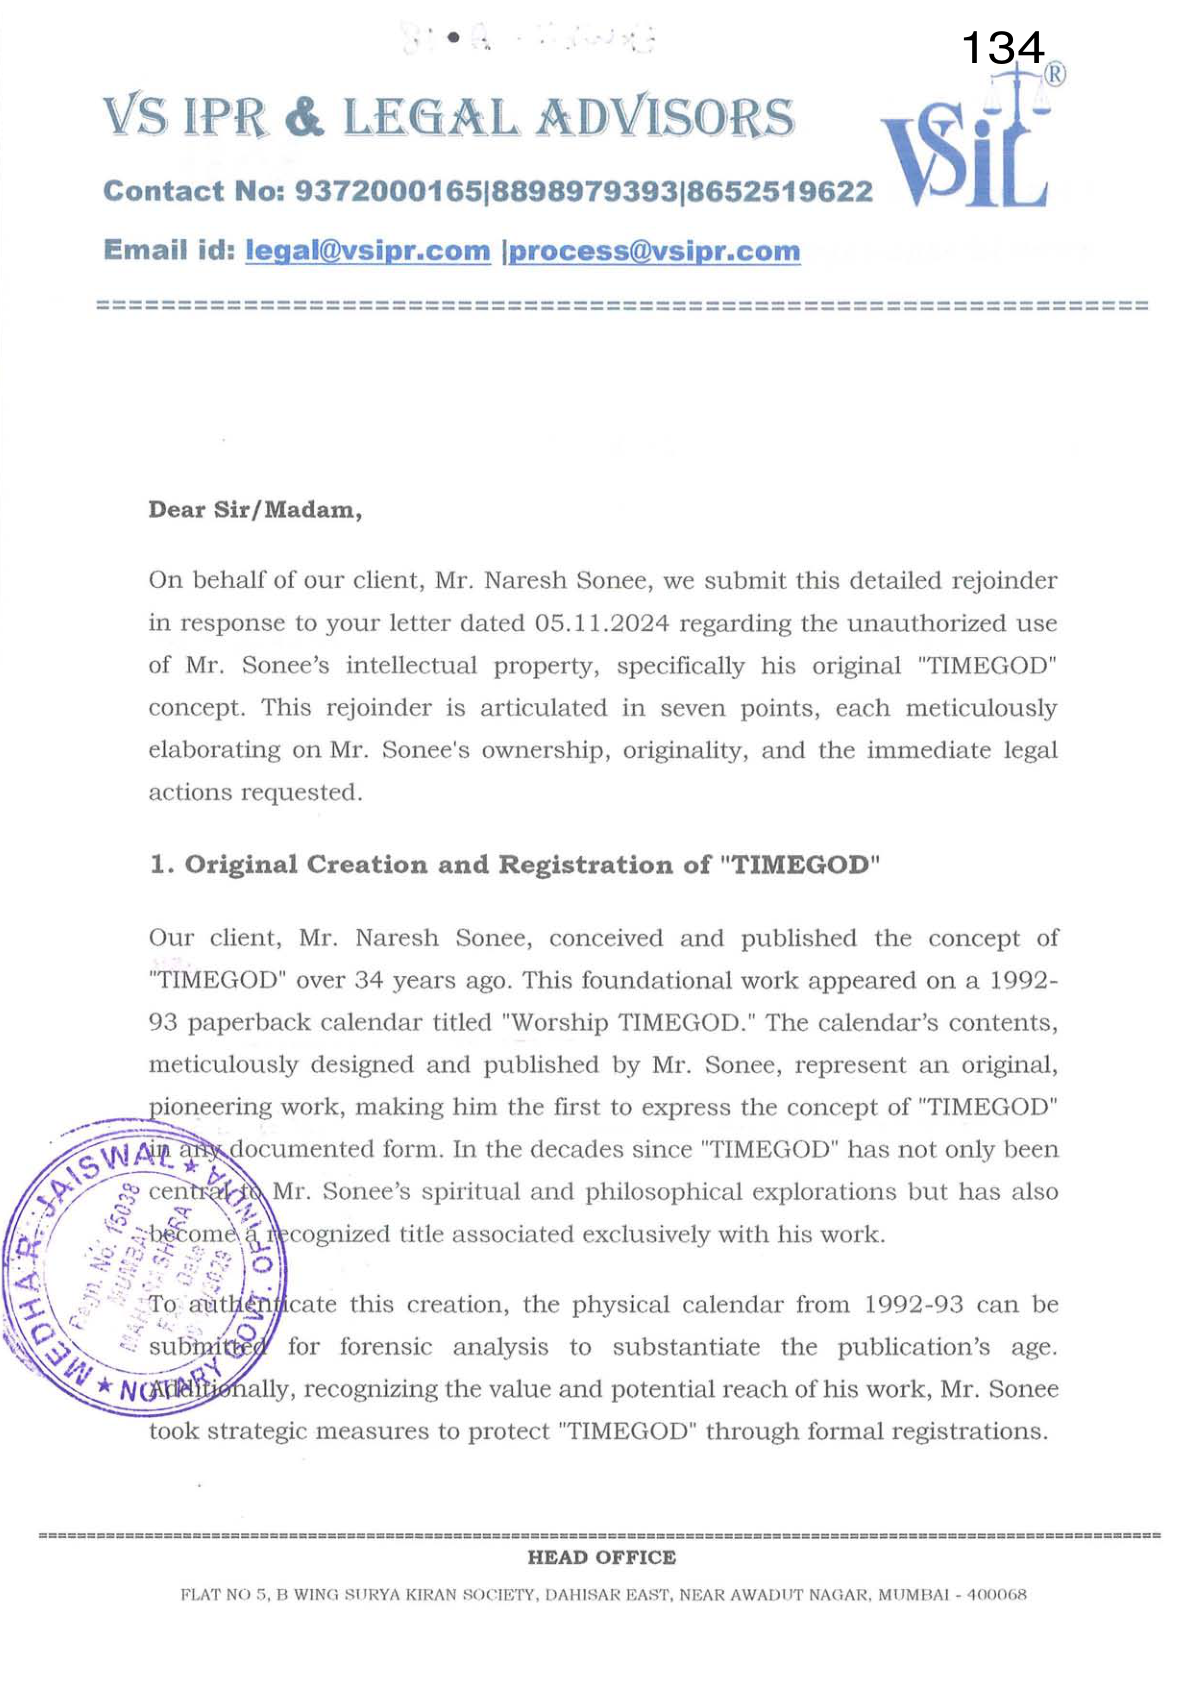 134
VS IPR & LEGAL ADVISORS
VSiL®
Contact No: 9372000165|8898979393|8652519622
Email id: legal@vsipr.com |process@vsipr.com
==================================================================
Dear Sir/Madam,
On behalf of our client, Mr. Naresh Sonee, we submit this detailed rejoinder
in response to your letter dated 05.11.2024 regarding the unauthorized use
of Mr. Sonee’s intellectual property, specifically his original "TIMEGOD"
concept. This rejoinder is articulated in seven points, each meticulously
elaborating on Mr. Sonee's ownership, originality, and the immediate legal
actions requested.
1. Original Creation and Registration of "TIMEGOD"
Our client, Mr. Naresh Sonee, conceived and published the concept of
"TIMEGOD" over 34 years ago. This foundational work appeared on a 1992-
93 paperback calendar titled "Worship TIMEGOD." The calendar’s contents,
meticulously designed and published by Mr. Sonee, represent an original,
pioneering work, making him the first to express the concept of "TIMEGOD"
in any documented form. In the decades since "TIMEGOD" has not only been
central to Mr. Sonee’s spiritual and philosophical explorations but has also
become a recognized title associated exclusively with his work.
To authenticate this creation, the physical calendar from 1992-93 can be
submitted for forensic analysis to substantiate the publication’s age.
Additionally, recognizing the value and potential reach of his work, Mr. Sonee
took strategic measures to protect "TIMEGOD" through formal registrations.
★ MEDHA R. JAISWAL ★
NOTARY GOVT. OF INDIA
Regn. No. 15038
MUMBAI
MAHARASHTRA
HEAD OFFICE
FLAT NO 5, B WING SURYA KIRAN SOCIETY, DAHISAR EAST, NEAR AWADUT NAGAR, MUMBAI - 400068